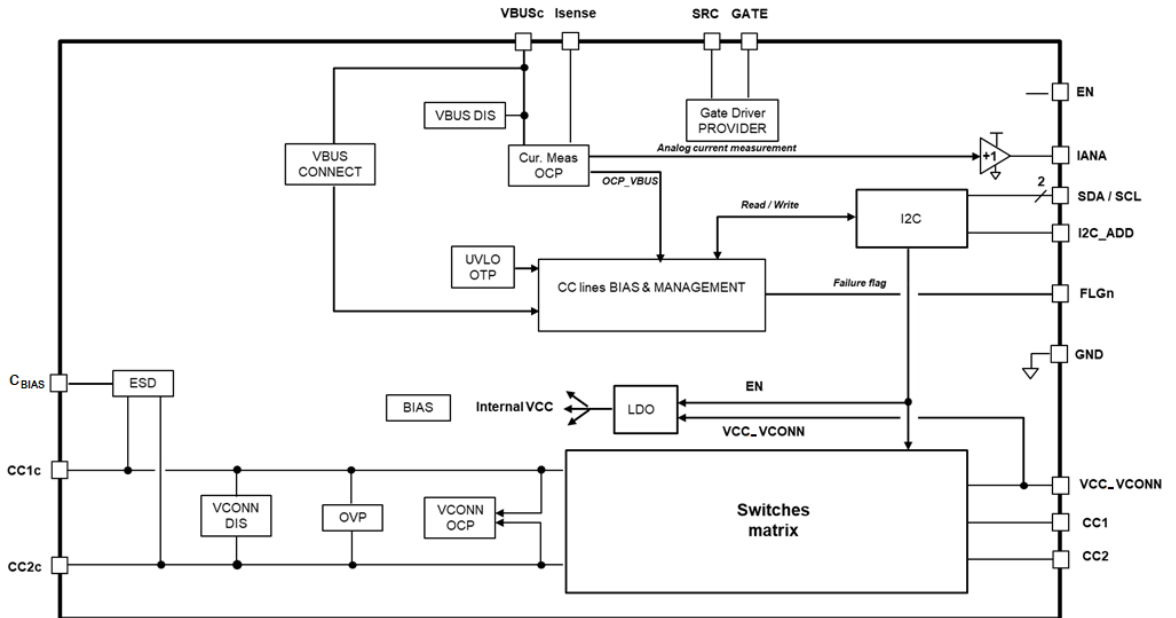 VBUSc Isense SRC GATE
EN
VBUS DIS
Gate Driver
PROVIDER
VBUS
CONNECT
Cur. Meas
OCP
Analog current measurement
+1
IANA
OCP_VBUS
2
SDA / SCL
Read / Write
I2C
I2C_ADD
UVLO
OTP
CC lines BIAS & MANAGEMENT
Failure flag
FLGn
GND
CBIAS
ESD
EN
BIAS
Internal VCC
LDO
VCC_VCONN
CC1c
VCONN
DIS
OVP
VCONN
OCP
Switches
matrix
VCC_VCONN
CC1
CC2
CC2c